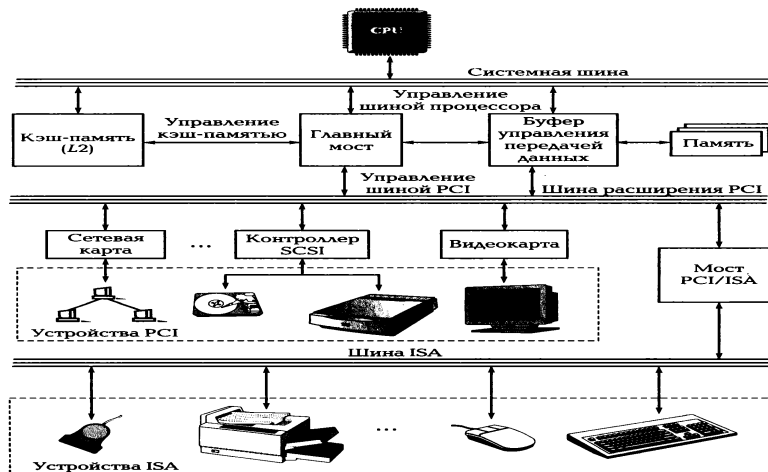 CPU
Системная шина
Кэш-память
(L2)
Управление
кэш-памятью
Управление
шиной процессора
Главный
мост
Буфер
управления
передачей
данных
Память
Управление
шиной PCI
Шина расширения PCI
Сетевая
карта
...
Контроллер
SCSI
Видеокарта
Мост
PCI/ISA
Устройства PCI
Шина ISA
...
Устройства ISA